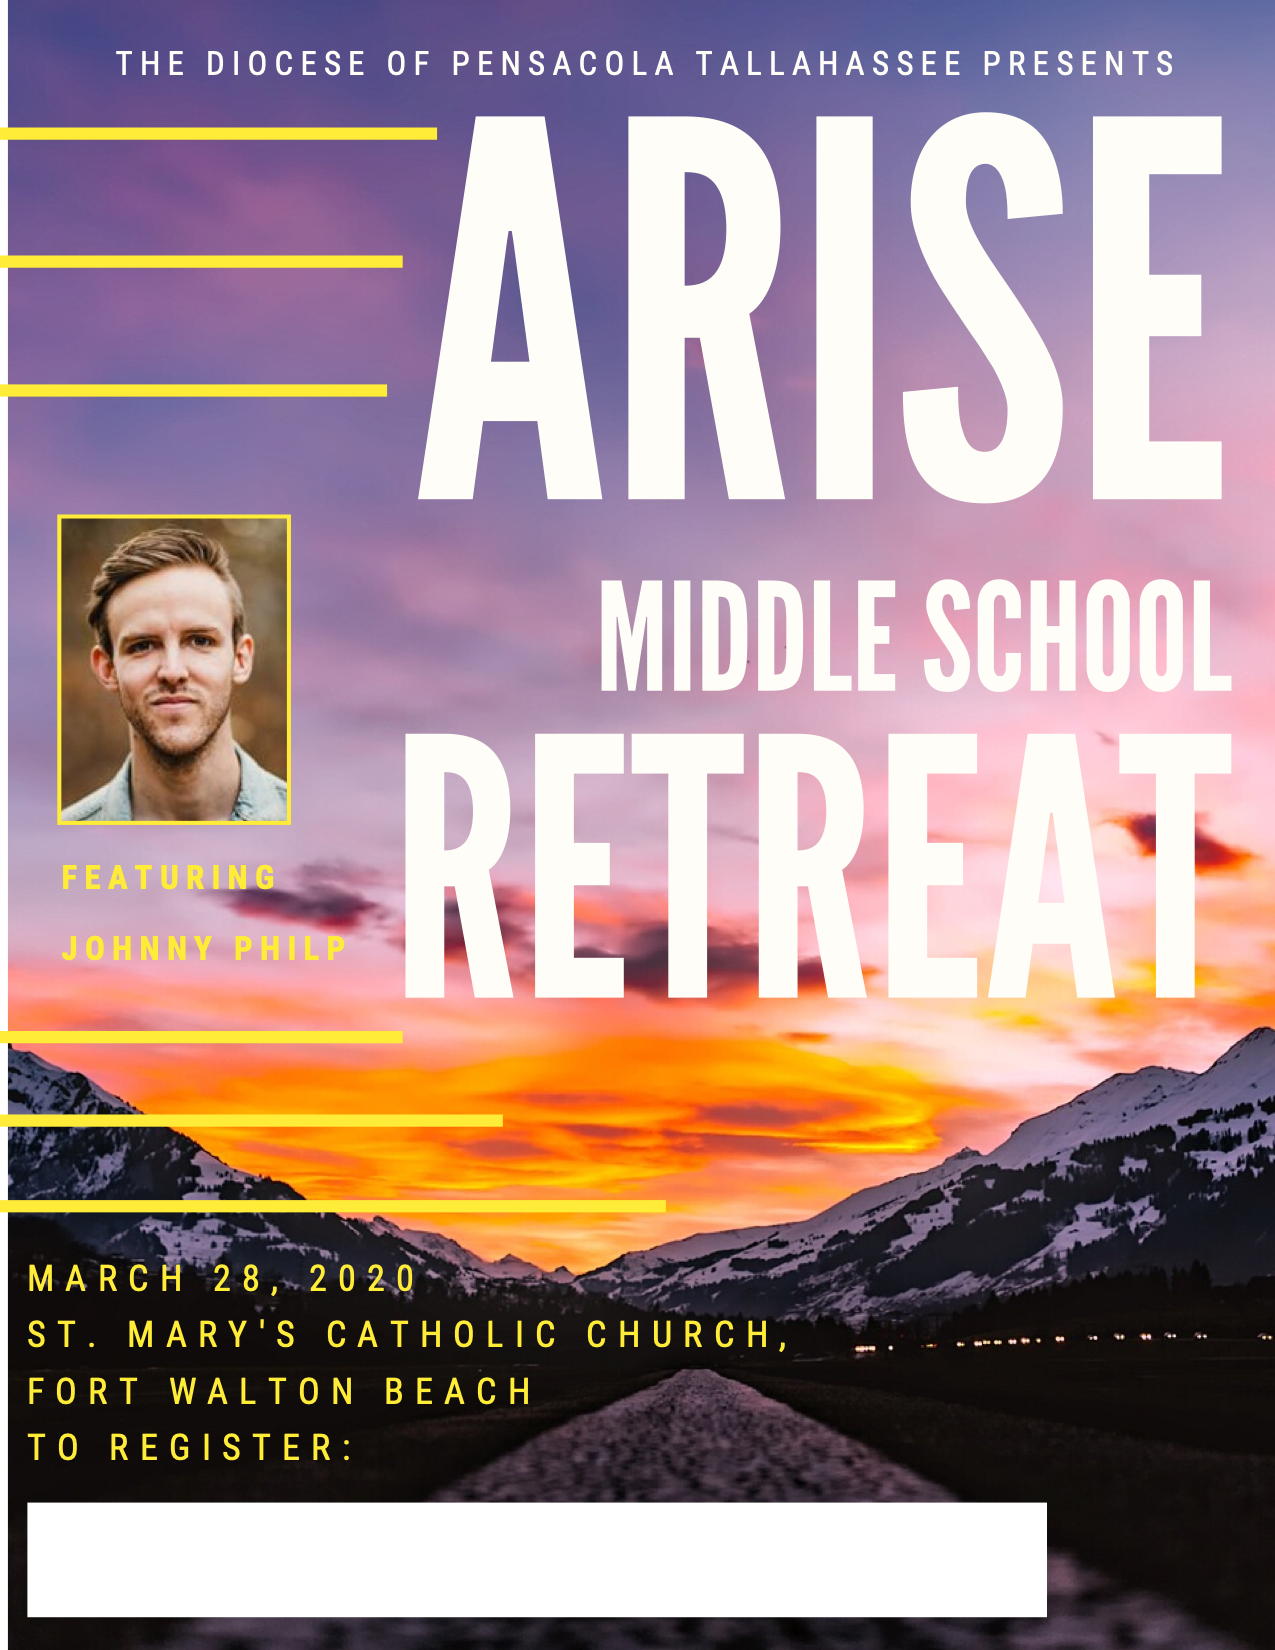 THE DIOCESE OF PENSACOLA TALLAHASSEE PRESENTS
ARISE
MIDDLE SCHOOL
RETREAT
FEATURING
JOHNNY PHILP
MARCH 28, 2020
ST. MARY'S CATHOLIC CHURCH,
FORT WALTON BEACH
TO REGISTER: